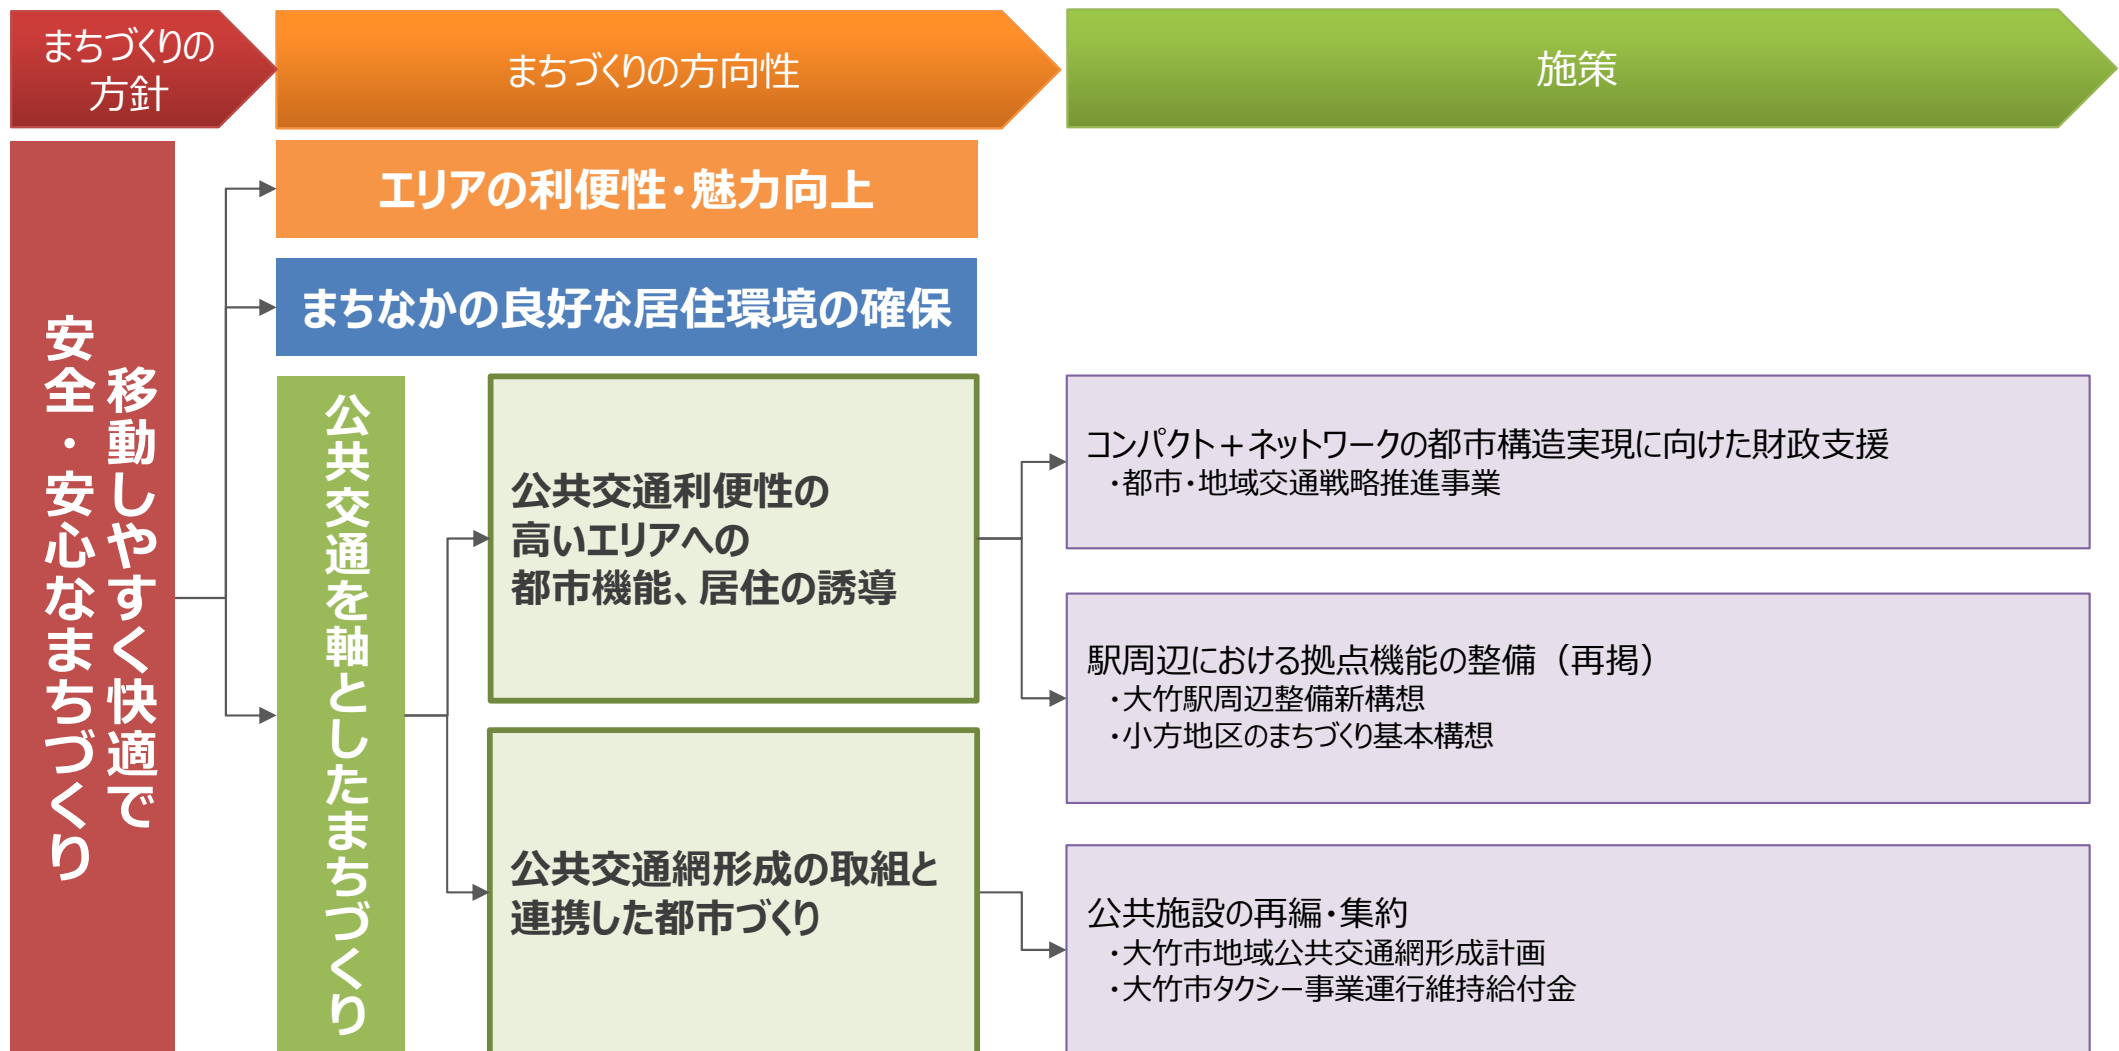 まちづくりの
方針
まちづくりの方向性
施策
移動しやすく快適で
安全・安心なまちづくり
エリアの利便性・魅力向上
まちなかの良好な居住環境の確保
公共交通を軸としたまちづくり
公共交通利便性の
高いエリアへの
都市機能、居住の誘導
公共交通網形成の取組と
連携した都市づくり
コンパクト＋ネットワークの都市構造実現に向けた財政支援
・都市・地域交通戦略推進事業
駅周辺における拠点機能の整備（再掲）
・大竹駅周辺整備新構想
・小方地区のまちづくり基本構想
公共施設の再編・集約
・大竹市地域公共交通網形成計画
・大竹市タクシー事業運行維持給付金